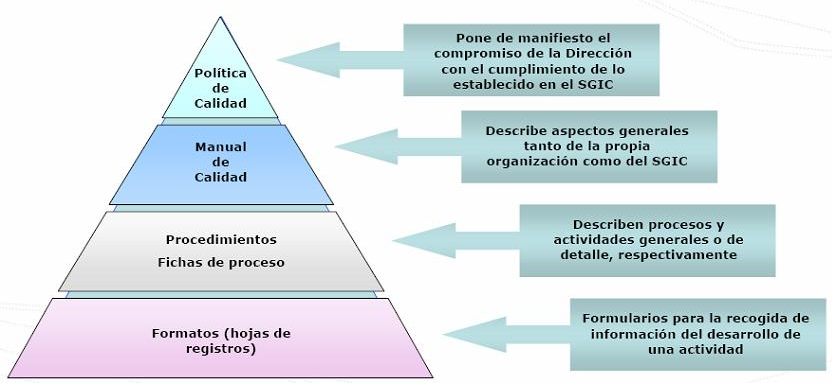 Política
de
Calidad
Pone de manifiesto el
compromiso de la Dirección
con el cumplimiento de lo
establecido en el SGIC
Manual
de
Calidad
Describe aspectos generales
tanto de la propia
organización como del SGIC
Procedimientos
Fichas de proceso
Describen procesos y
actividades generales o de
detalle, respectivamente
Formatos (hojas de
registros)
Formularios para la recogida de
información del desarrollo de
una actividad